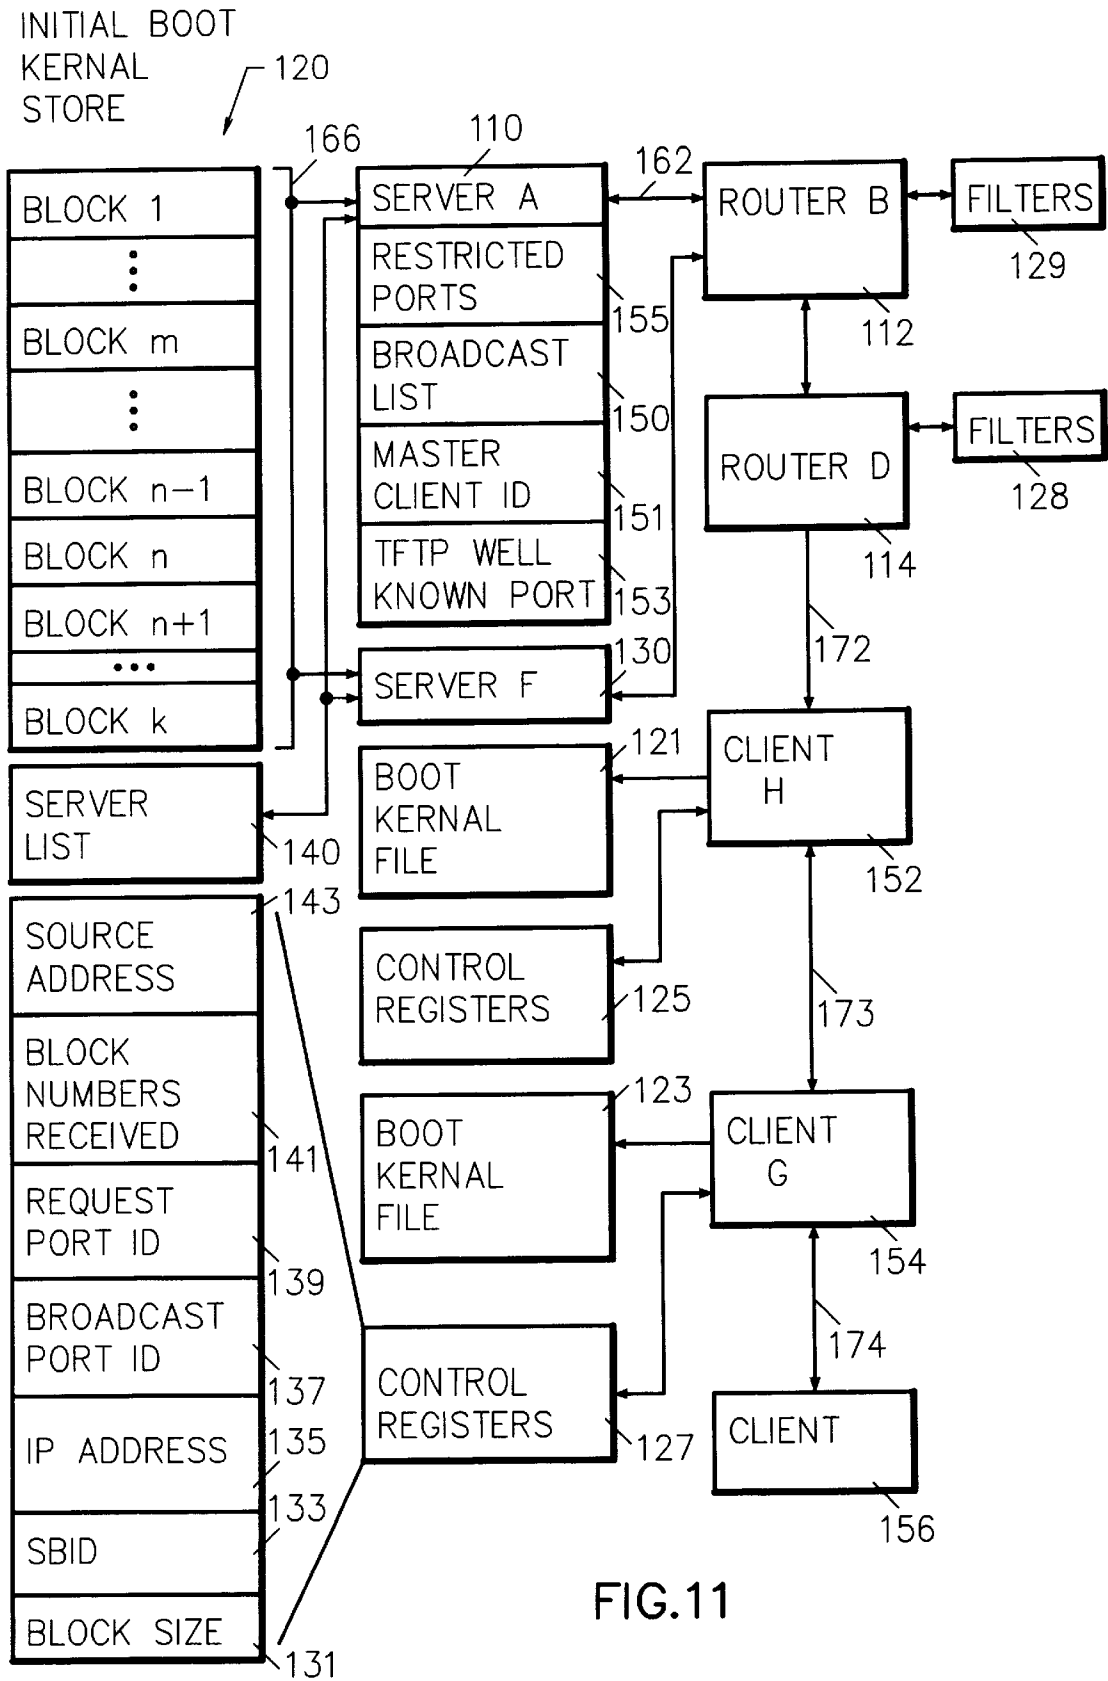 INITIAL BOOT
KERNAL
STORE
120
166
BLOCK 1
BLOCK m
BLOCK n-1
BLOCK n
BLOCK n+1
BLOCK k
SERVER
LIST
140
110
SERVER A
RESTRICTED
PORTS
155
BROADCAST
LIST
150
MASTER
CLIENT ID
151
TFTP WELL
KNOWN PORT
153
130
SERVER F
162
ROUTER B
112
FILTERS
129
ROUTER D
114
FILTERS
128
172
121
BOOT
KERNAL
FILE
CLIENT
H
152
CONTROL
REGISTERS
125
173
123
BOOT
KERNAL
FILE
CLIENT
G
154
174
CONTROL
REGISTERS
127
CLIENT
156
143
SOURCE
ADDRESS
BLOCK
NUMBERS
RECEIVED
141
REQUEST
PORT ID
139
BROADCAST
PORT ID
137
IP ADDRESS
135
133
SBID
BLOCK SIZE
131
FIG.11